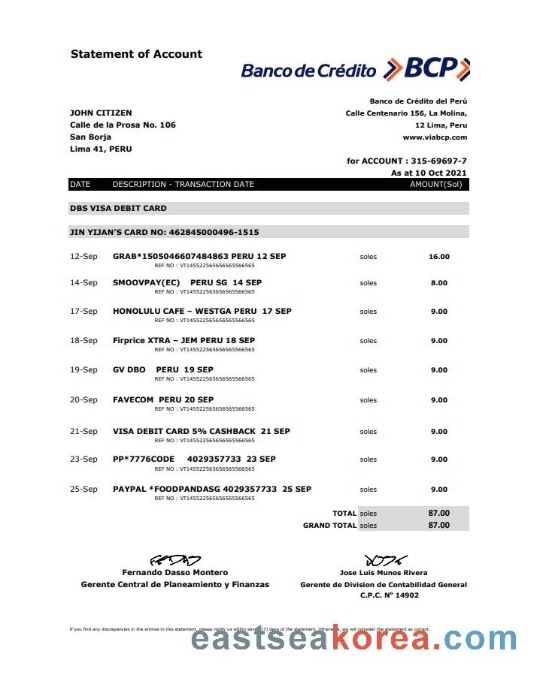 Statement of Account
Banco de Crédito BCP
Banco de Crédito del Perú
JOHN CITIZEN Calle Centenario 156, La Molina,
Calle de la Prosa No. 106 12 Lima, Peru
San Borja www.viabcp.com
Lima 41, PERU
for ACCOUNT : 315-69697-7
As at 10 Oct 2021
DATE DESCRIPTION - TRANSACTION DATE AMOUNT(Sol)
DBS VISA DEBIT CARD
JIN YIJAN'S CARD NO: 462845000496-1515
12-Sep GRAB*1505046607484863 PERU 12 SEP soles 16.00
REF NO : VT145522565656565566565
14-Sep SMOOVPAY(EC) PERU SG 14 SEP soles 8.00
REF NO : VT145522565656565566565
17-Sep HONOLULU CAFE – WESTGA PERU 17 SEP soles 9.00
REF NO : VT145522565656565566565
18-Sep Firprice XTRA – JEM PERU 18 SEP soles 9.00
REF NO : VT145522565656565566565
19-Sep GV DBO PERU 19 SEP soles 9.00
REF NO : VT145522565656565566565
20-Sep FAVECOM PERU 20 SEP soles 9.00
REF NO : VT145522565656565566565
21-Sep VISA DEBIT CARD 5% CASHBACK 21 SEP soles 9.00
REF NO : VT145522565656565566565
23-Sep PP*7776CODE 4029357733 23 SEP soles 9.00
REF NO : VT145522565656565566565
25-Sep PAYPAL *FOODPANDASG 4029357733 25 SEP soles 9.00
REF NO : VT145522565656565566565
TOTAL soles 87.00
GRAND TOTAL soles 87.00
Fernando Dasso Montero Jose Luis Munos Rivera
Gerente Central de Planeamiento y Finanzas Gerente de Division de Contabilidad General
C.P.C. Nº 14902
If you find any discrepancies in the entries in this statement, please notify us within seven(7) days of the statement. Otherwise, we will consider the statement as correct.
eastseakorea.com